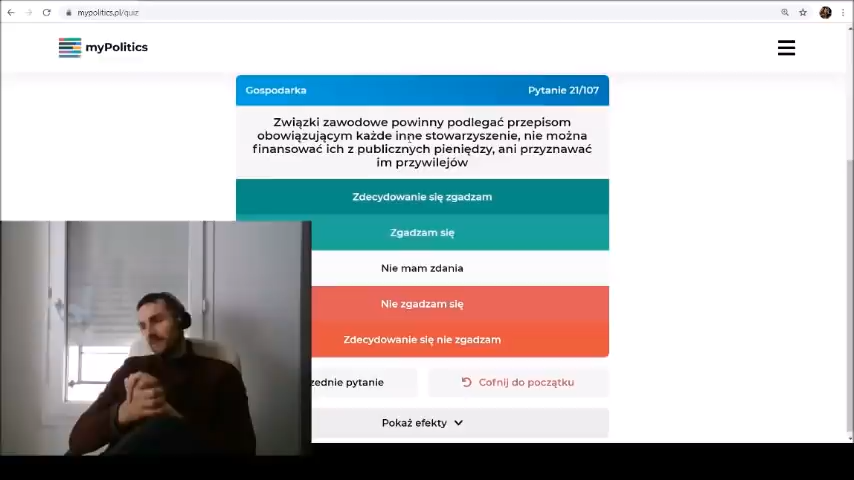 mypolitics.pl/quiz
myPolitics
Gospodarka
Pytanie 21/107
Związki zawodowe powinny podlegać przepisom
obowiązującym każde inne stowarzyszenie, nie można
finansować ich z publicznych pieniędzy, ani przyznawać
im przywilejów
Zdecydowanie się zgadzam
Zgadzam się
Nie mam zdania
Nie zgadzam się
Zdecydowanie się nie zgadzam
pytanie
Cofnij do początku
Pokaż efekty